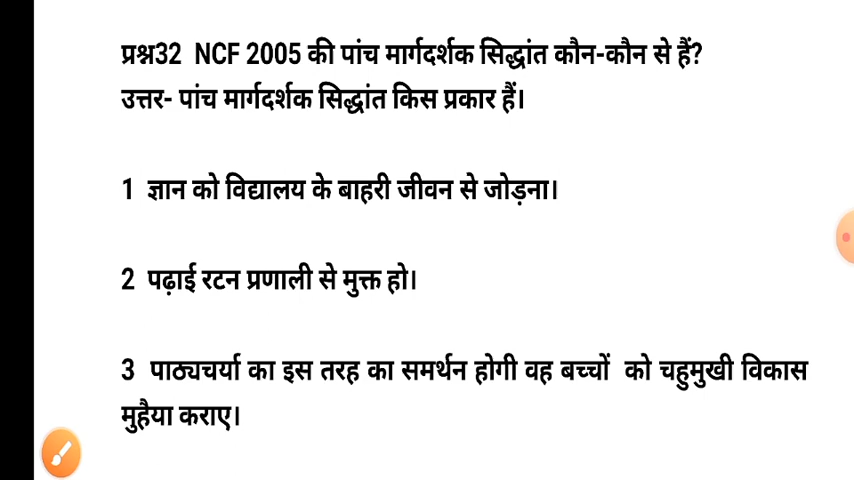 प्रश्न32 NCF 2005 की पांच मार्गदर्शक सिद्धांत कौन-कौन से हैं?
उत्तर- पांच मार्गदर्शक सिद्धांत किस प्रकार हैं।
1 ज्ञान को विद्यालय के बाहरी जीवन से जोड़ना।
2 पढ़ाई रटन प्रणाली से मुक्त हो।
3 पाठ्यचर्या का इस तरह का समर्थन होगी वह बच्चों को चहुमुखी विकास
मुहैया कराए।